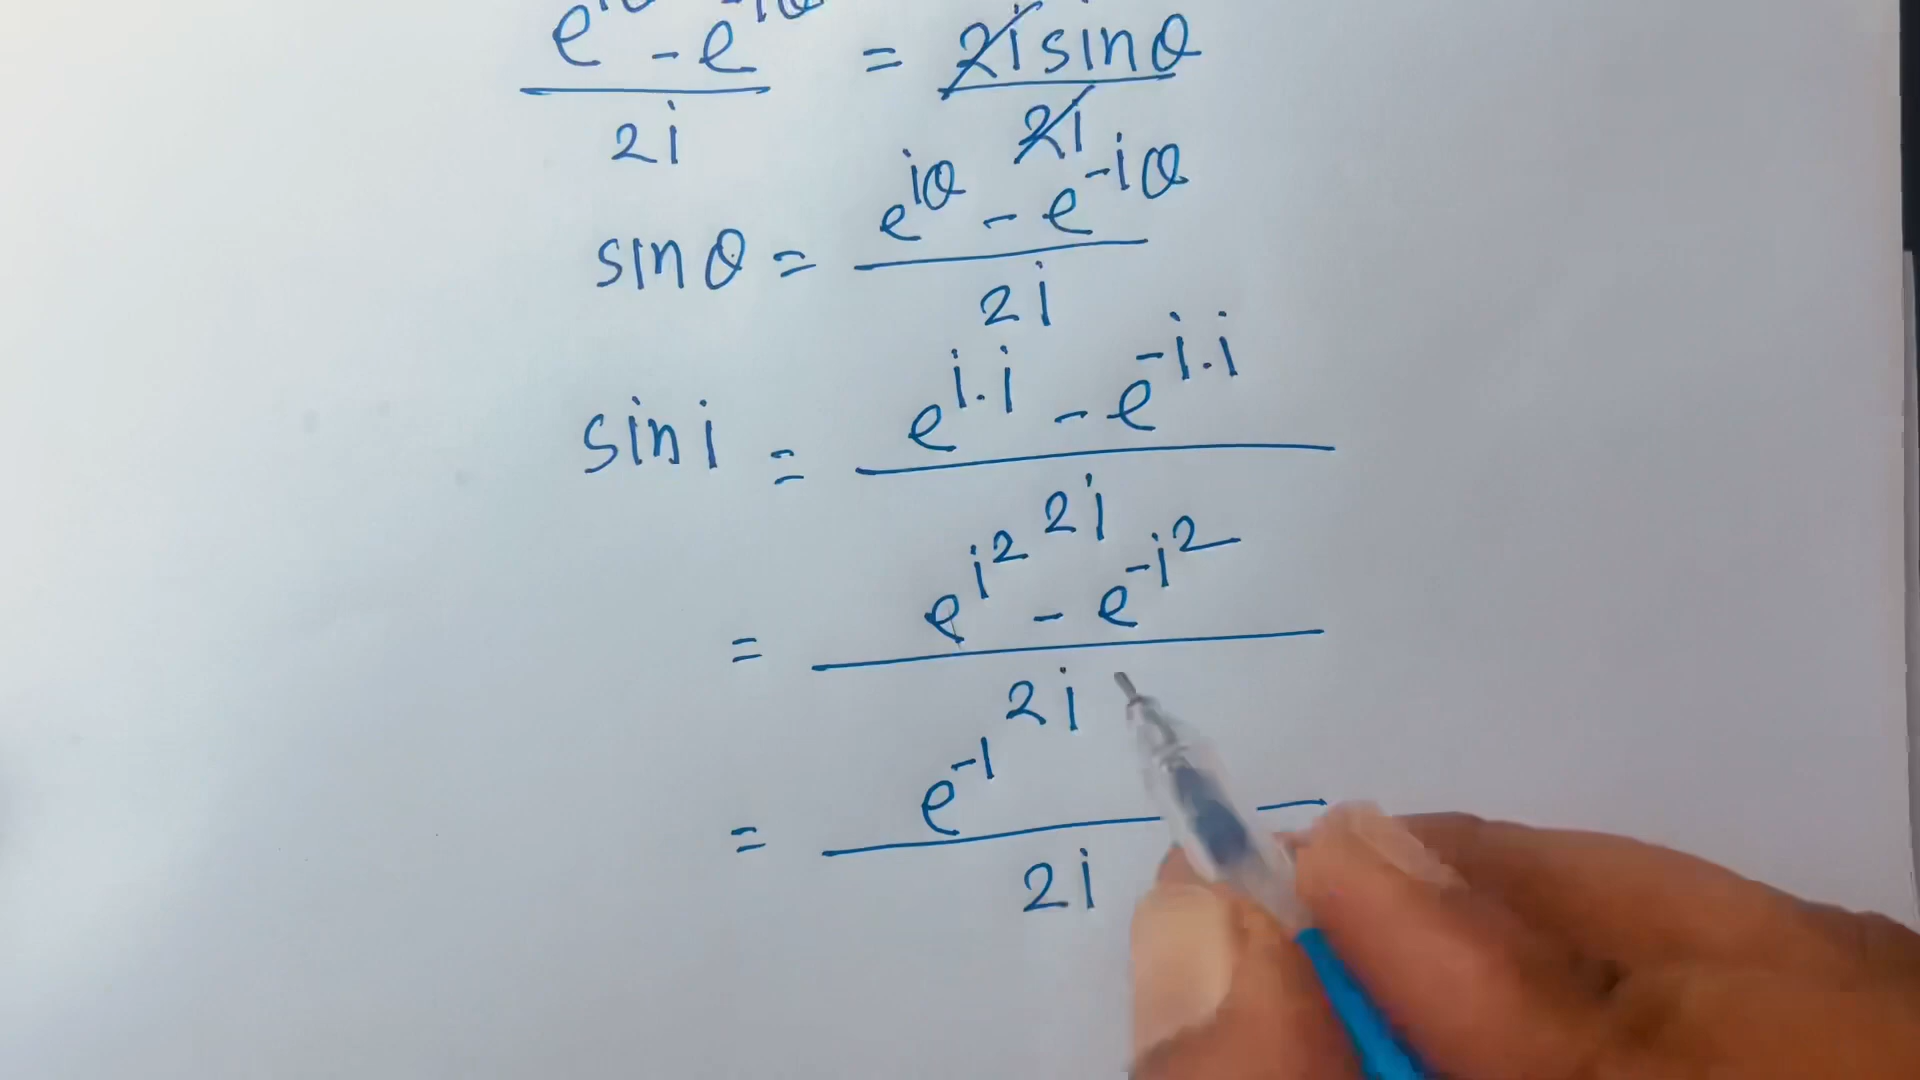 e^iθ - e^-iθ / 2i = 2i sinθ / 2i
sinθ = e^iθ - e^-iθ / 2i
sin i = e^i.i - e^-i.i / 2i
= e^i² - e^-i² / 2i
= e^-1 / 2i